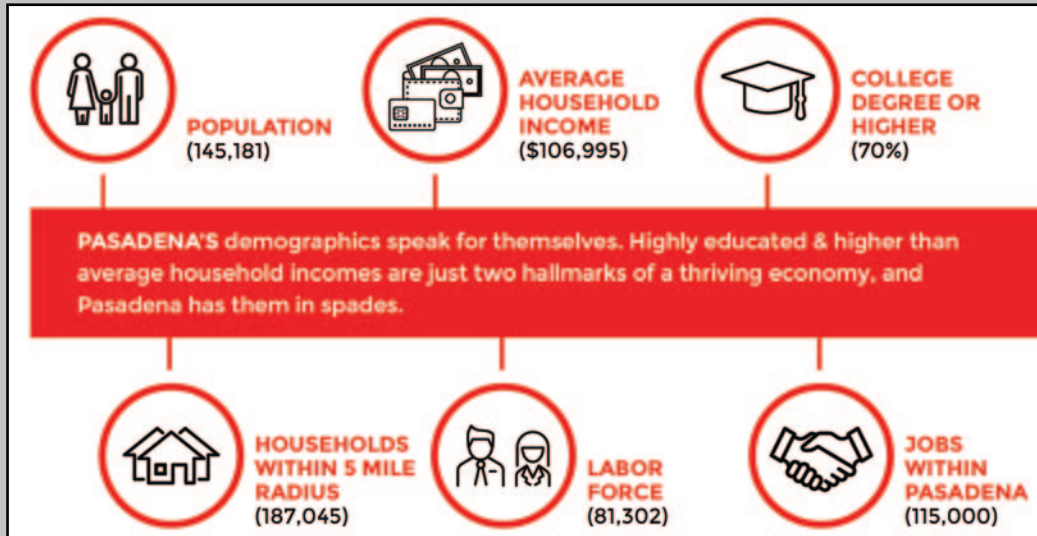 POPULATION
(145,181)
AVERAGE
HOUSEHOLD
INCOME
($106,995)
COLLEGE
DEGREE OR
HIGHER
(70%)
PASADENA'S demographics speak for themselves. Highly educated & higher than
average household incomes are just two hallmarks of a thriving economy, and
Pasadena has them in spades.
HOUSEHOLDS
WITHIN 5 MILE
RADIUS
(187,045)
LABOR
FORCE
(81,302)
JOBS
WITHIN
PASADENA
(115,000)